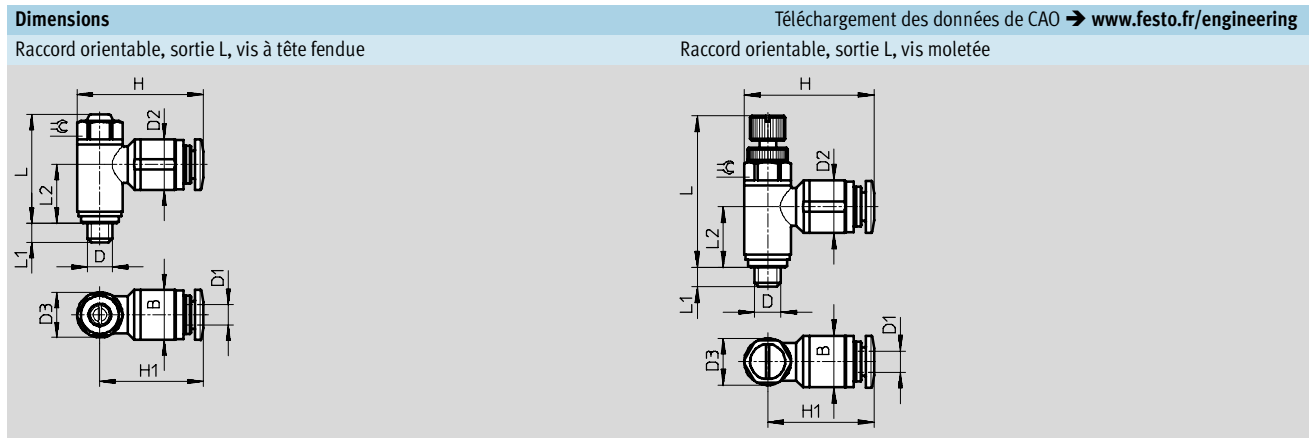 Dimensions
Téléchargement des données de CAO ➔ www.festo.fr/engineering
Raccord orientable, sortie L, vis à tête fendue
Raccord orientable, sortie L, vis moletée
H
D2
L
L2
L1
D
D1
D3
B
H1
H
D2
L
L2
L1
D
D1
D3
B
H1